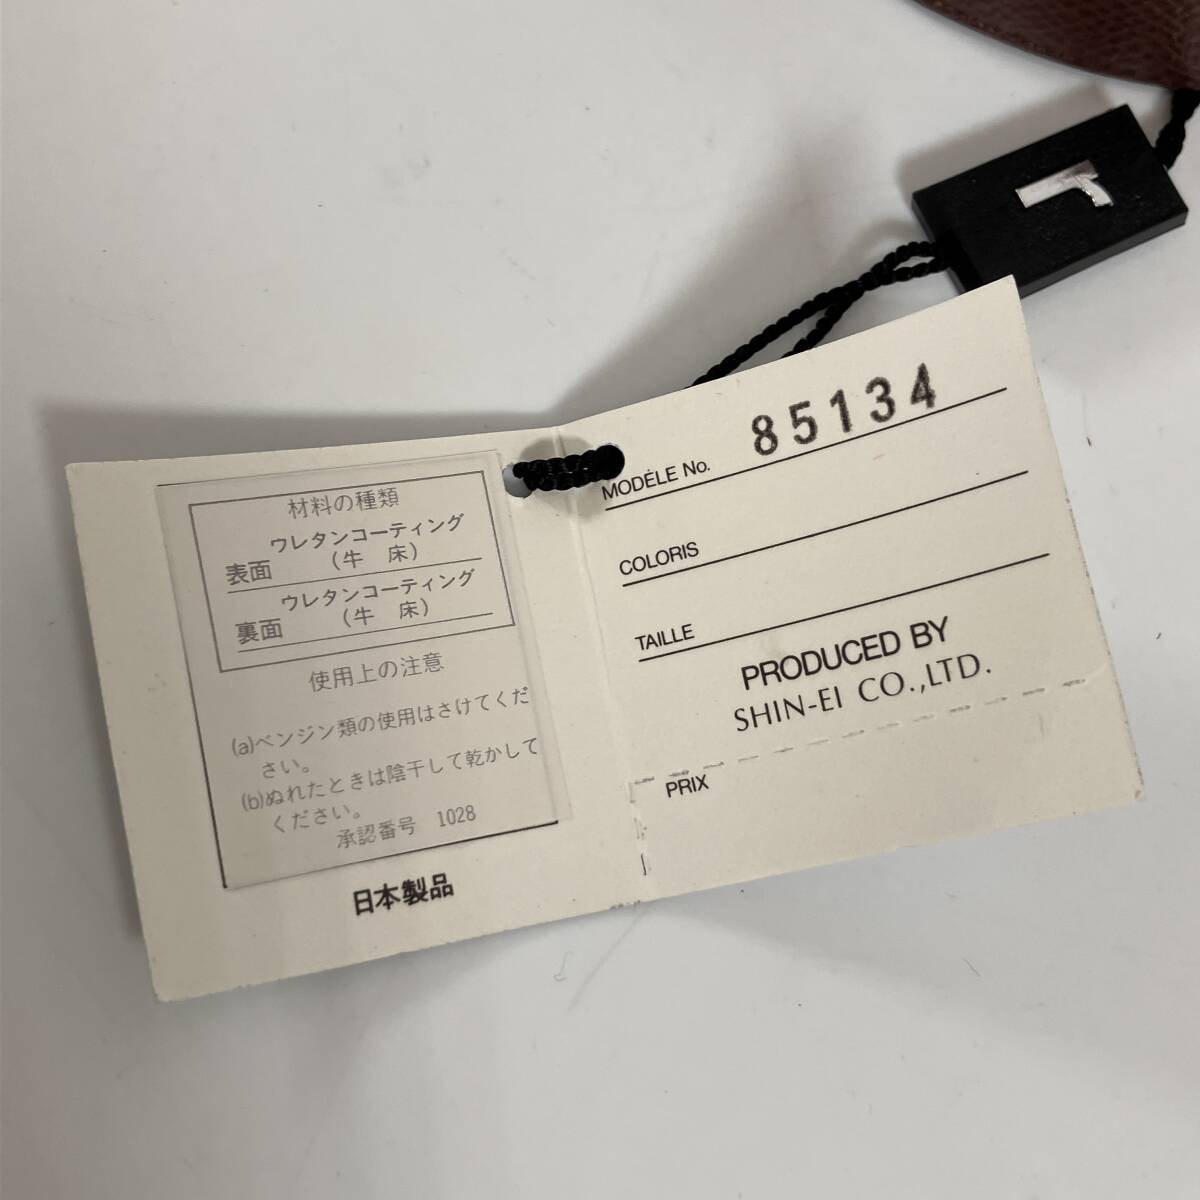 材料の種類
表面 ウレタンコーティング
(牛 床)
裏面 ウレタンコーティング
(牛 床)
使用上の注意
(a)ベンジン類の使用はさけてくだ
さい。
(b)ぬれたときは陰干して乾かして
ください。
承認番号 1028
日本製品
MODÈLE No. 85134
COLORIS
TAILLE
PRODUCED BY
SHIN-EI CO.,LTD.
PRIX